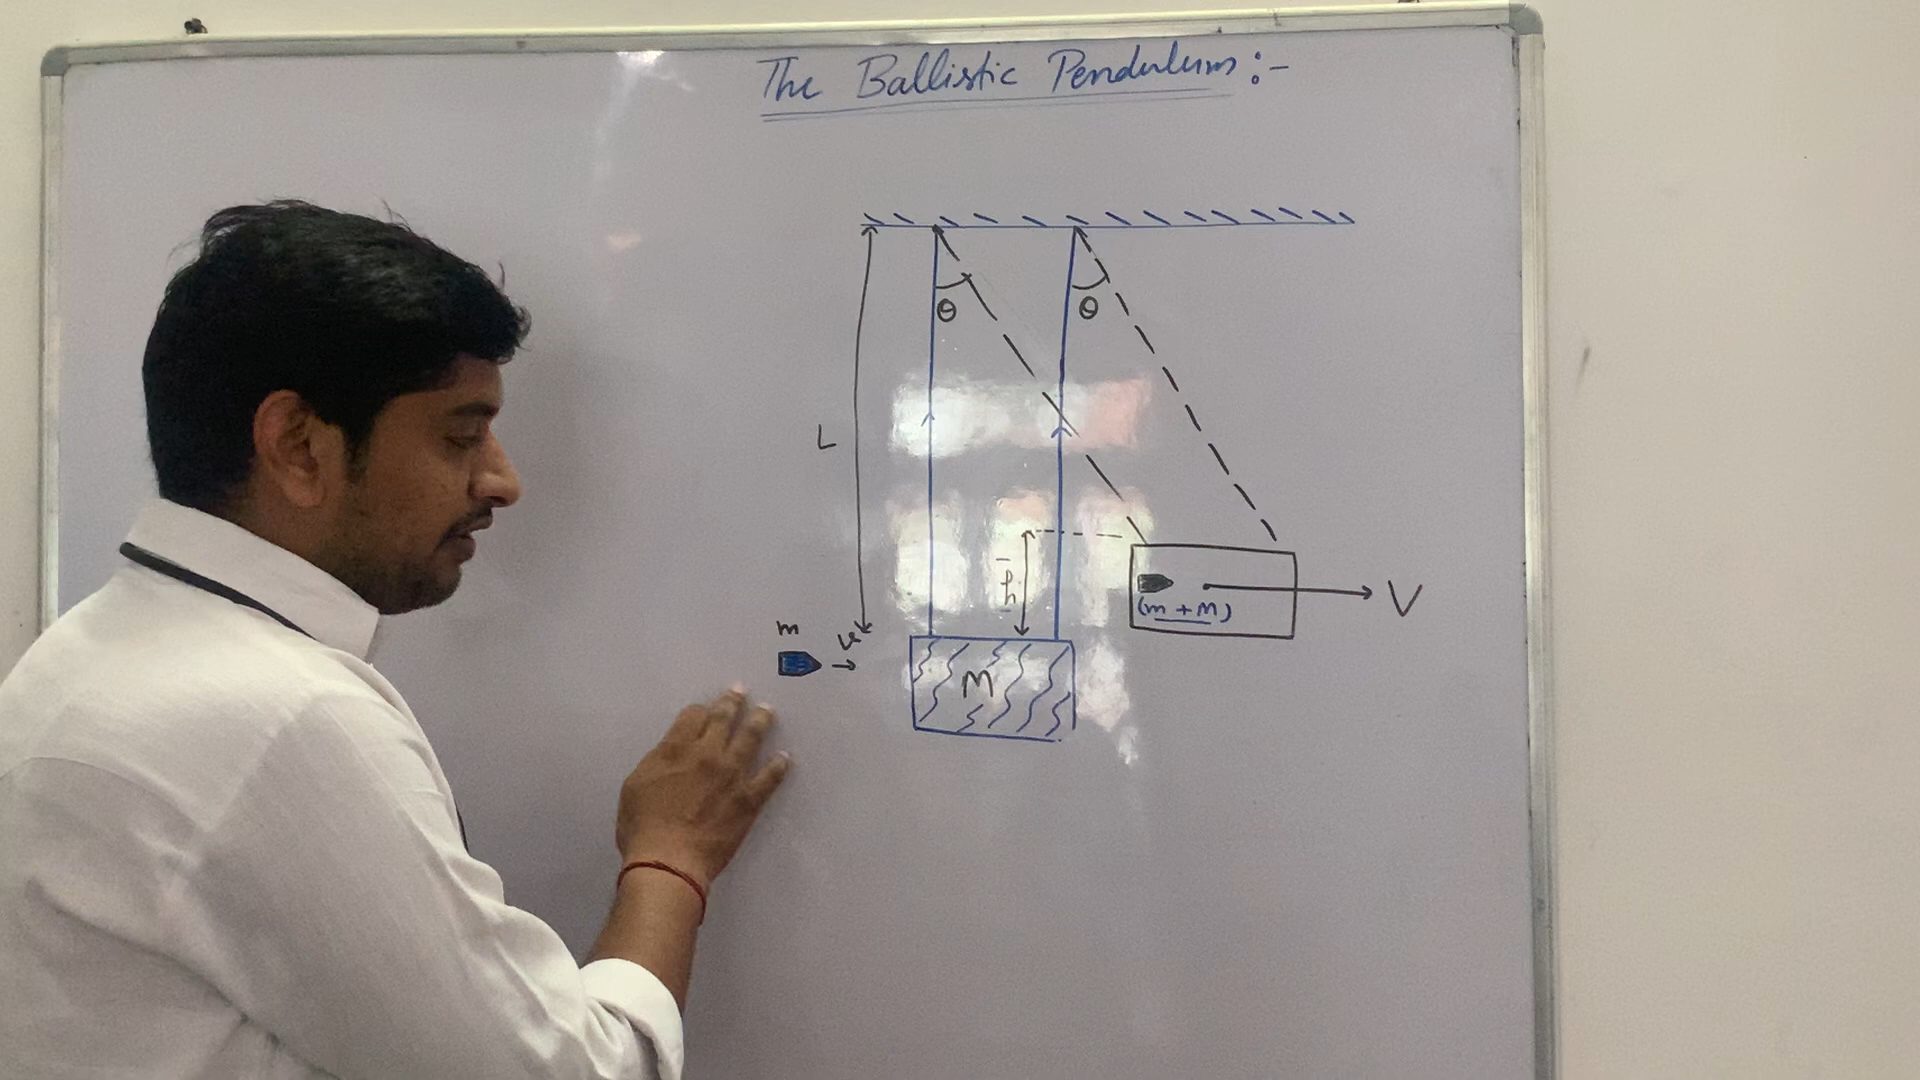 The Ballistic Pendulum :-
θ θ
L
h
m
V
(m + M)
M